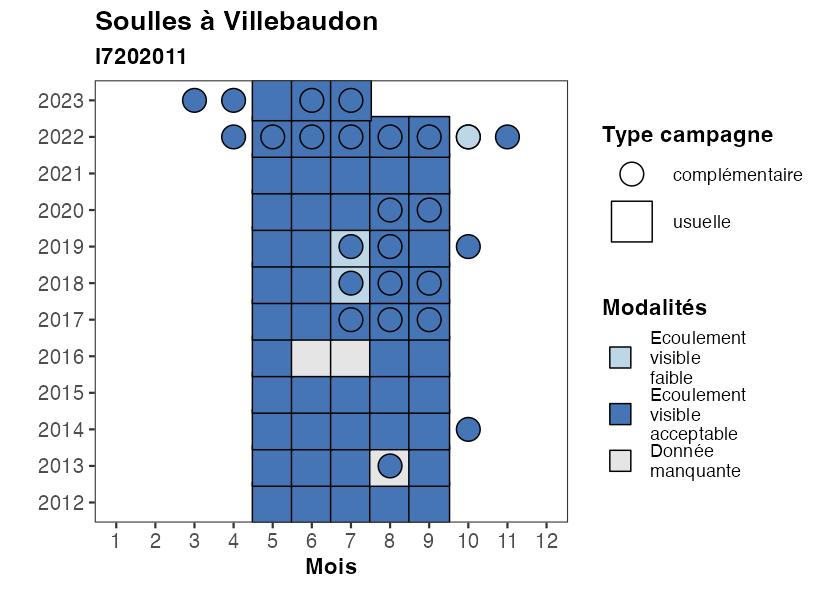 Soulles à Villebaudon
I7202011
2023
2022
2021
2020
2019
2018
2017
2016
2015
2014
2013
2012
1 2 3 4 5 6 7 8 9 10 11 12
Mois
Type campagne
complémentaire
usuelle
Modalités
Ecoulement
visible
faible
Ecoulement
visible
acceptable
Donnée
manquante